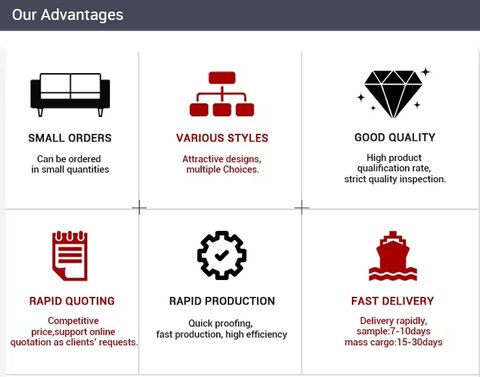 Our Advantages
SMALL ORDERS
Can be ordered
in small quantities
VARIOUS STYLES
Attractive designs,
multiple Choices.
GOOD QUALITY
High product
qualification rate,
strict quality inspection.
RAPID QUOTING
Competitive
price,support online
quotation as clients' requests.
RAPID PRODUCTION
Quick proofing,
fast production, high efficiency
FAST DELIVERY
Delivery rapidly,
sample:7-10days
mass cargo:15-30days